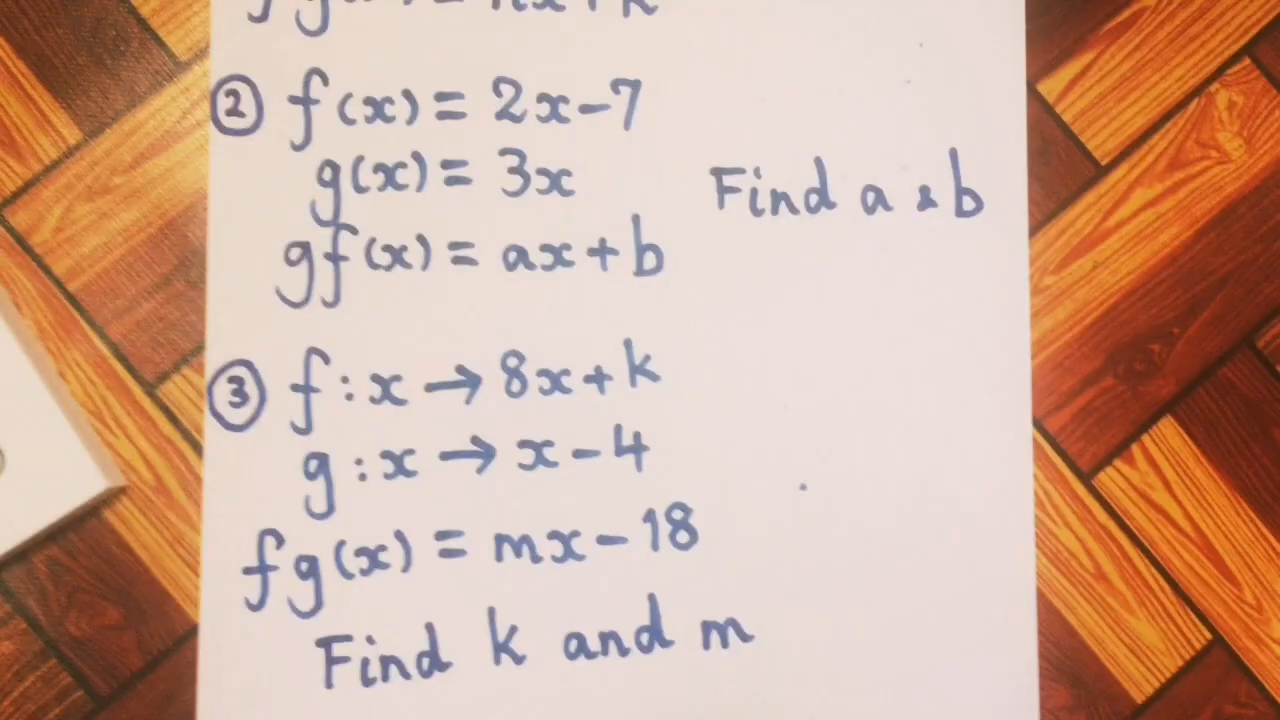 ② f(x) = 2x-7
g(x) = 3x
Find a & b
gf(x) = ax+b
③ f:x → 8x+k
g:x → x-4
fg(x) = mx-18
Find k and m